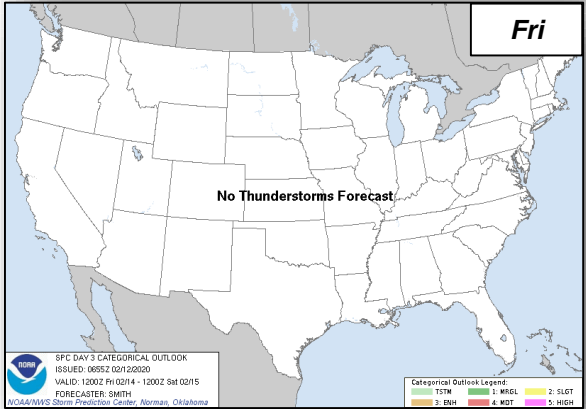 Fri
No Thunderstorms Forecast
NOAA
SPC DAY 3 CATEGORICAL OUTLOOK
ISSUED: 0655Z 02/12/2020
VALID: 1200Z Fri 02/14 - 1200Z Sat 02/15
FORECASTER: SMITH
NOAA/NWS Storm Prediction Center, Norman, Oklahoma
Categorical Outlook Legend:
TSTM 1: MRGL 2: SLGT
3: ENH 4: MDT 5: HIGH